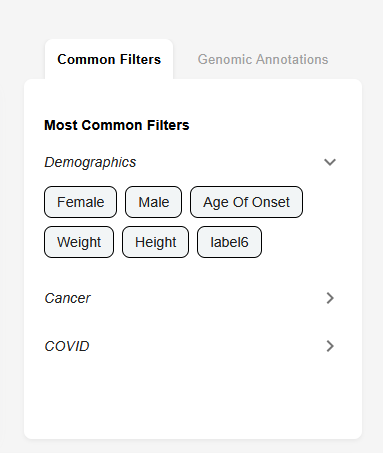 Common Filters Genomic Annotations
Most Common Filters
Demographics
Female Male Age Of Onset
Weight Height label6
Cancer
COVID